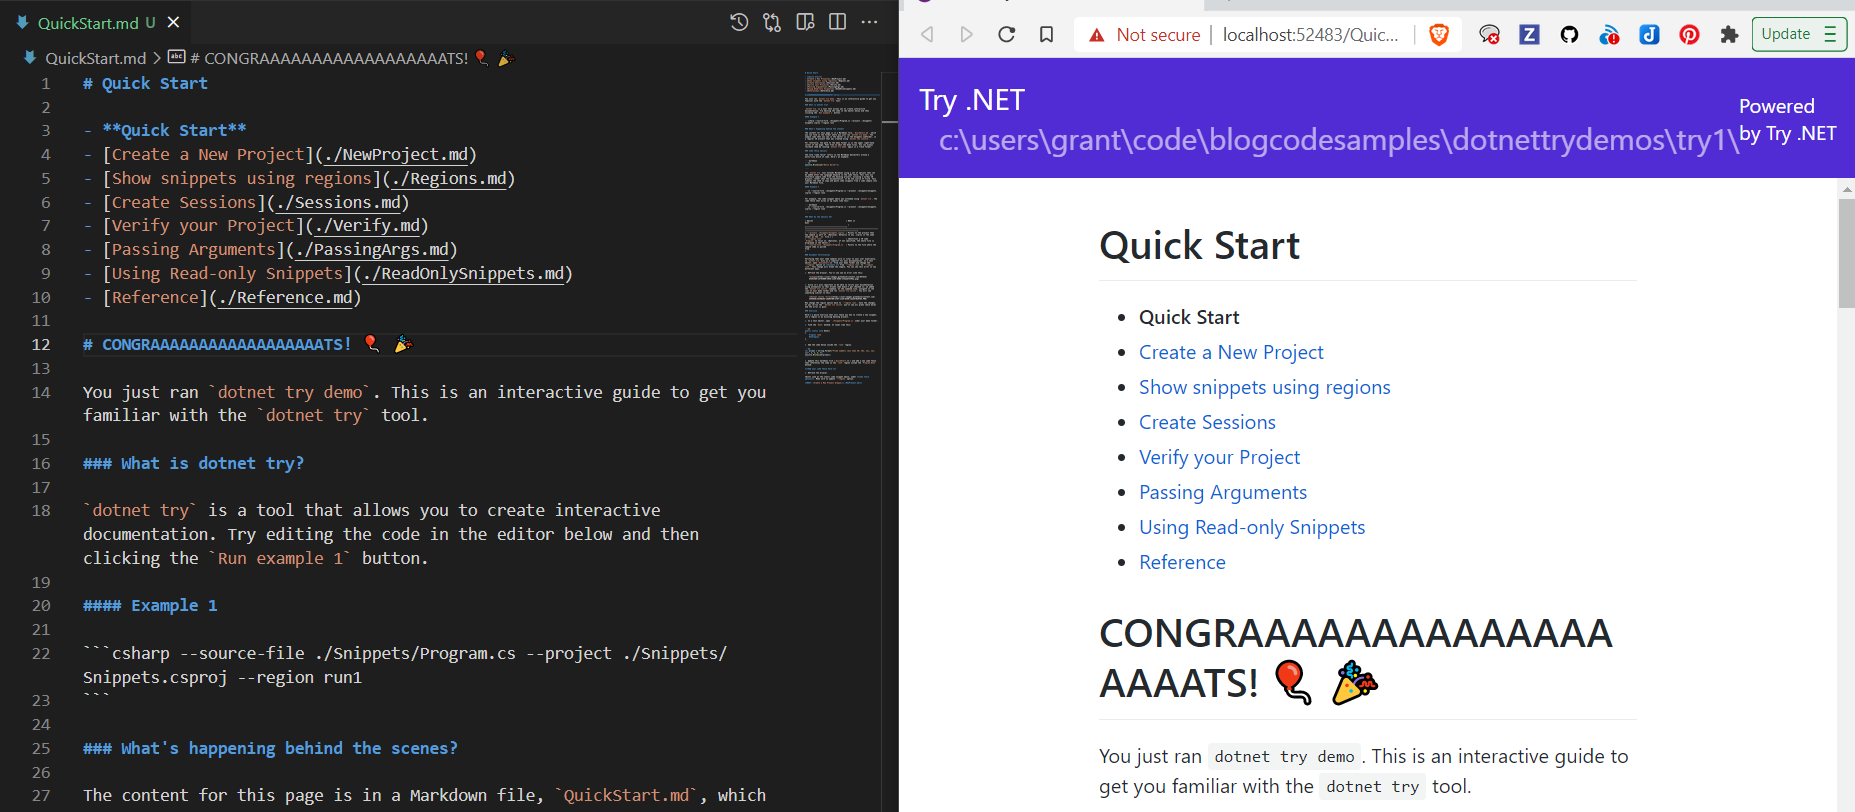 QuickStart.md U ✕
QuickStart.md > # CONGRAAAAAAAAAAAAAAAAAATS! 🎈 🎉
1 # Quick Start
2
3 - **Quick Start**
4 - [Create a New Project](./NewProject.md)
5 - [Show snippets using regions](./Regions.md)
6 - [Create Sessions](./Sessions.md)
7 - [Verify your Project](./Verify.md)
8 - [Passing Arguments](./PassingArgs.md)
9 - [Using Read-only Snippets](./ReadOnlySnippets.md)
10 - [Reference](./Reference.md)
11
12 # CONGRAAAAAAAAAAAAAAAAAATS! 🎈 🎉
13
14 You just ran `dotnet try demo`. This is an interactive guide to get you
familiar with the `dotnet try` tool.
15
16 ### What is dotnet try?
17
18 `dotnet try` is a tool that allows you to create interactive
documentation. Try editing the code in the editor below and then
clicking the `Run example 1` button.
19
20 #### Example 1
21
22 ```csharp --source-file ./Snippets/Program.cs --project ./Snippets/
Snippets.csproj --region run1
23 ```
24
25 ### What's happening behind the scenes?
26
27 The content for this page is in a Markdown file, `QuickStart.md`, which
Not secure | localhost:52483/Quic...
Update
Try .NET
c:\users\grant\code\blogcodesamples\dotnettrydemos\try1\
Powered
by Try .NET
Quick Start
• Quick Start
• Create a New Project
• Show snippets using regions
• Create Sessions
• Verify your Project
• Passing Arguments
• Using Read-only Snippets
• Reference
CONGRAAAAAAAAAAAAAA
AAAATS! 🎈 🎉
You just ran dotnet try demo. This is an interactive guide to
get you familiar with the dotnet try tool.